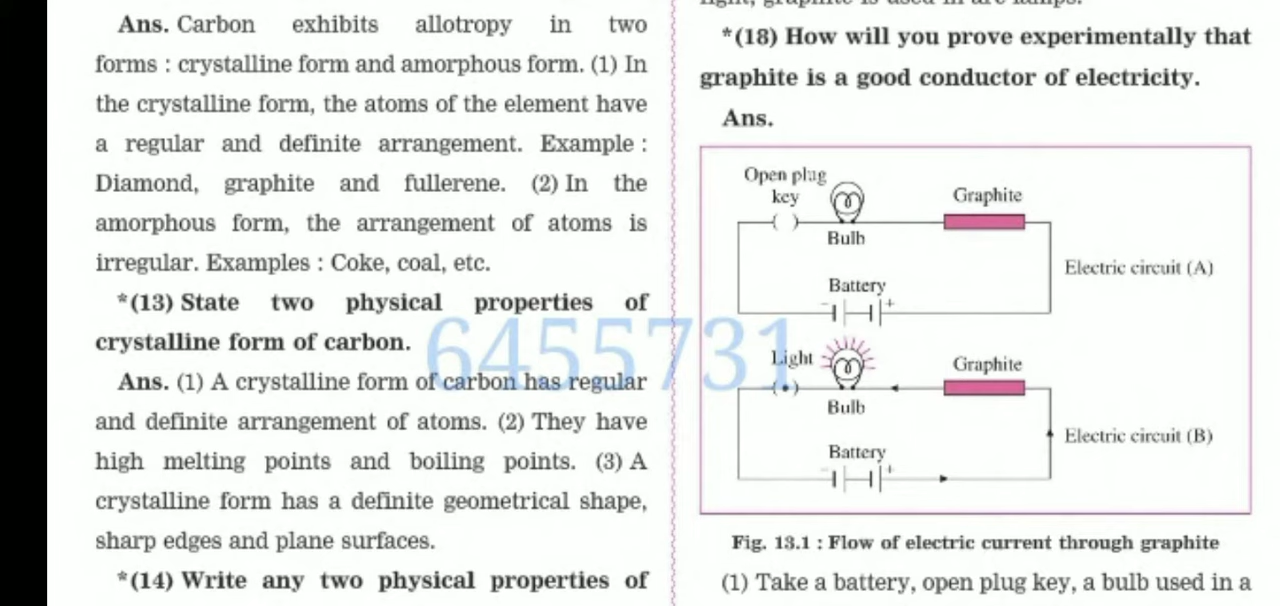 Ans. Carbon exhibits allotropy in two
forms : crystalline form and amorphous form. (1) In
the crystalline form, the atoms of the element have
a regular and definite arrangement. Example :
Diamond, graphite and fullerene. (2) In the
amorphous form, the arrangement of atoms is
irregular. Examples : Coke, coal, etc.
*(13) State two physical properties of
crystalline form of carbon.
Ans. (1) A crystalline form of carbon has regular
and definite arrangement of atoms. (2) They have
high melting points and boiling points. (3) A
crystalline form has a definite geometrical shape,
sharp edges and plane surfaces.
*(14) Write any two physical properties of
light, graphite is used in arc lamps.
*(18) How will you prove experimentally that
graphite is a good conductor of electricity.
Ans.
Open plug
key
Bulb
Graphite
Electric circuit (A)
Battery
- +
Light
Bulb
Graphite
Electric circuit (B)
Battery
- +
Fig. 13.1 : Flow of electric current through graphite
(1) Take a battery, open plug key, a bulb used in a
6455731